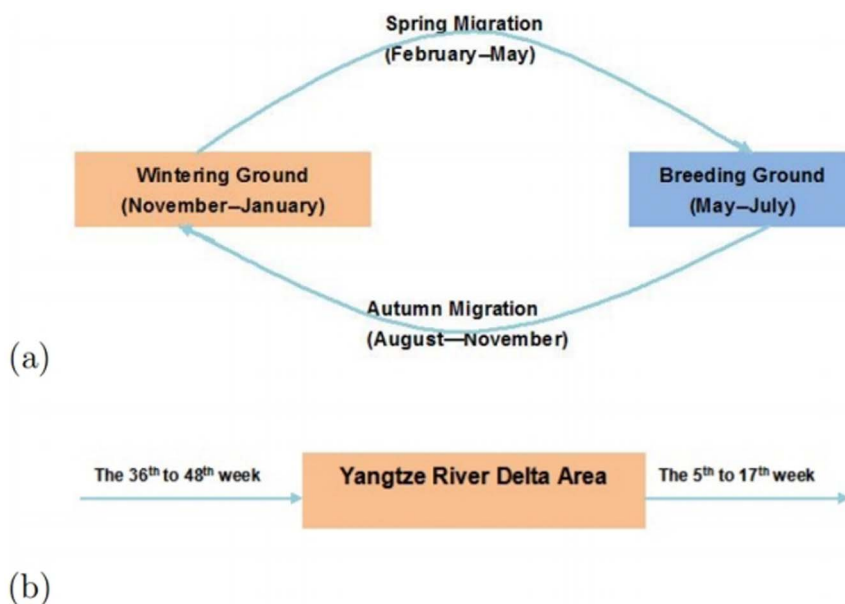 Spring Migration
(February–May)
Wintering Ground
(November–January)
Breeding Ground
(May–July)
Autumn Migration
(August—November)
(a)
The 36th to 48th week
Yangtze River Delta Area
The 5th to 17th week
(b)